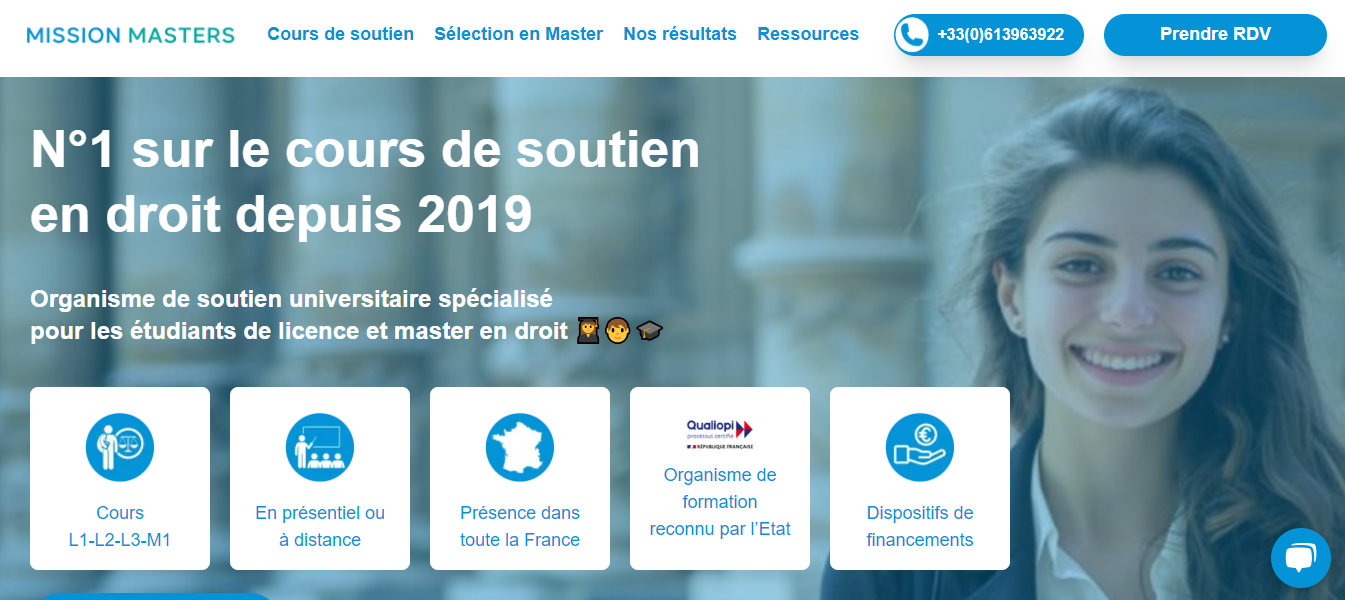 MISSION MASTERS
Cours de soutien
Sélection en Master
Nos résultats
Ressources
+33(0)613963922
Prendre RDV
N°1 sur le cours de soutien
en droit depuis 2019
Organisme de soutien universitaire spécialisé
pour les étudiants de licence et master en droit 👩‍🎓👦🎓
Cours
L1-L2-L3-M1
En présentiel ou
à distance
Présence dans
toute la France
Qualiopi
processus certifié
RÉPUBLIQUE FRANÇAISE
Organisme de
formation
reconnu par l’Etat
Dispositifs de
financements